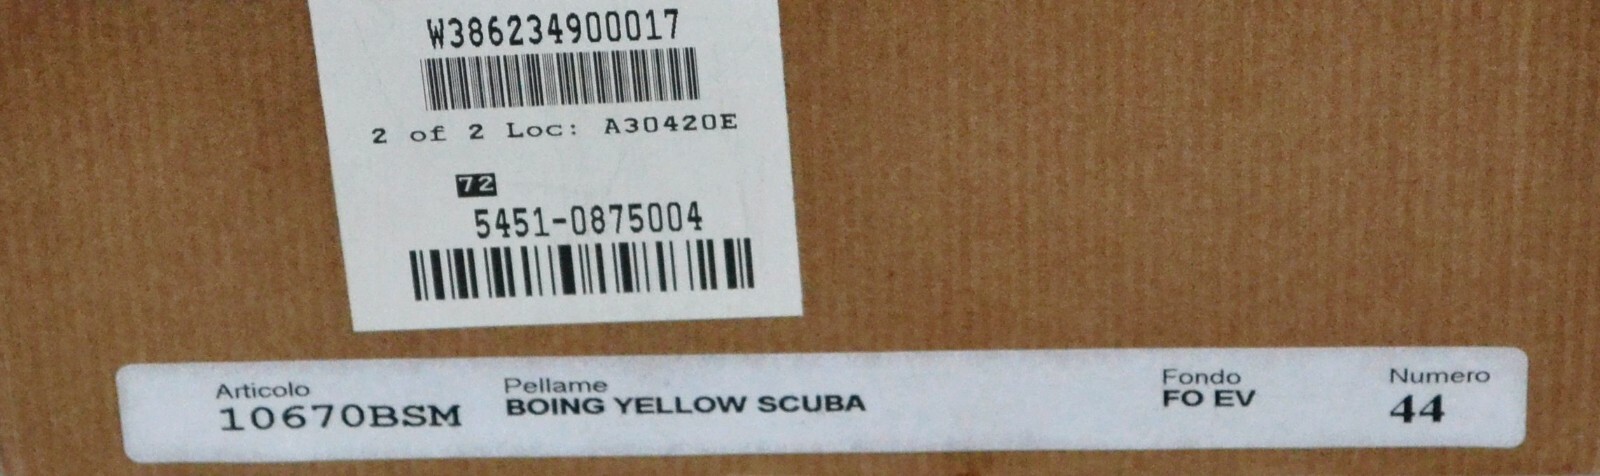 W386234900017
2 of 2 Loc: A30420E
72
5451-0875004
Articolo Pellame Fondo Numero
10670BSM BOING YELLOW SCUBA FO EV 44